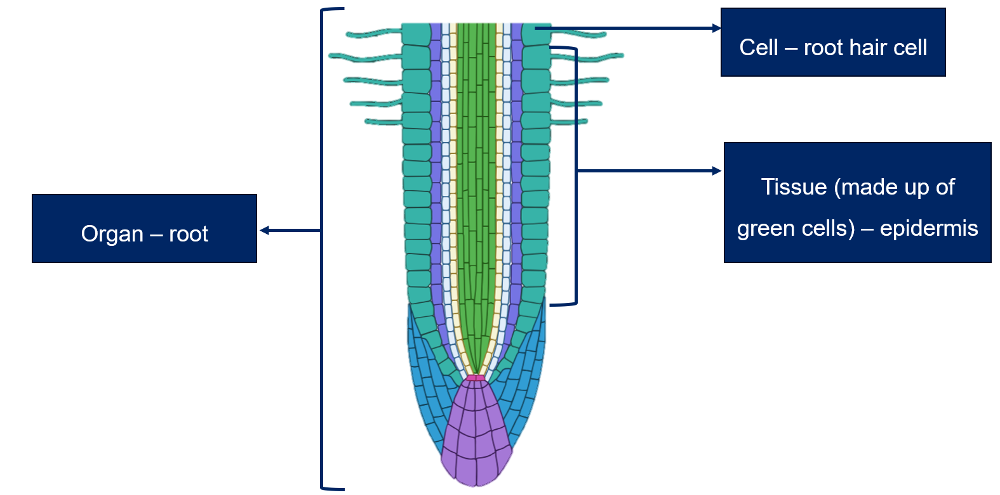 Cell – root hair cell
Tissue (made up of
green cells) – epidermis
Organ – root